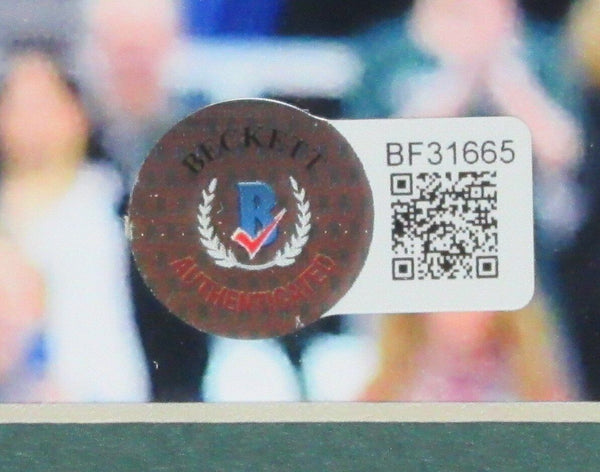 BECKETT
B
AUTHENTICATED
BF31665